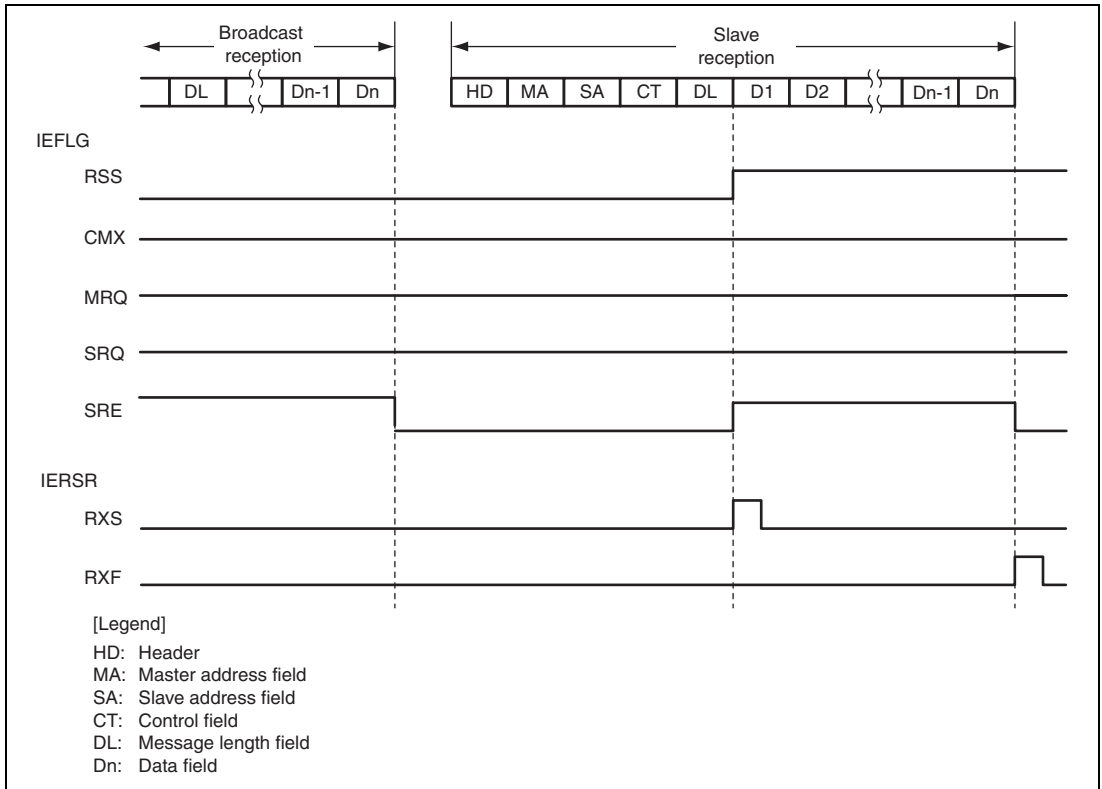 Broadcast
reception
Slave
reception
DL Dn-1 Dn HD MA SA CT DL D1 D2 Dn-1 Dn
IEFLG
RSS
CMX
MRQ
SRQ
SRE
IERSR
RXS
RXF
[Legend]
HD: Header
MA: Master address field
SA: Slave address field
CT: Control field
DL: Message length field
Dn: Data field